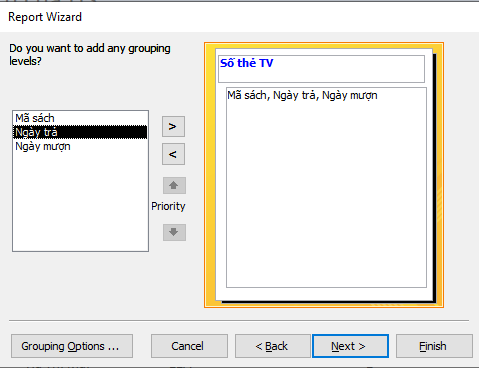 Report Wizard
Do you want to add any grouping
levels?
Mã sách
Ngày trả
Ngày mượn
>
<
Priority
Số thẻ TV
Mã sách, Ngày trả, Ngày mượn
Grouping Options ...
Cancel
< Back
Next >
Finish